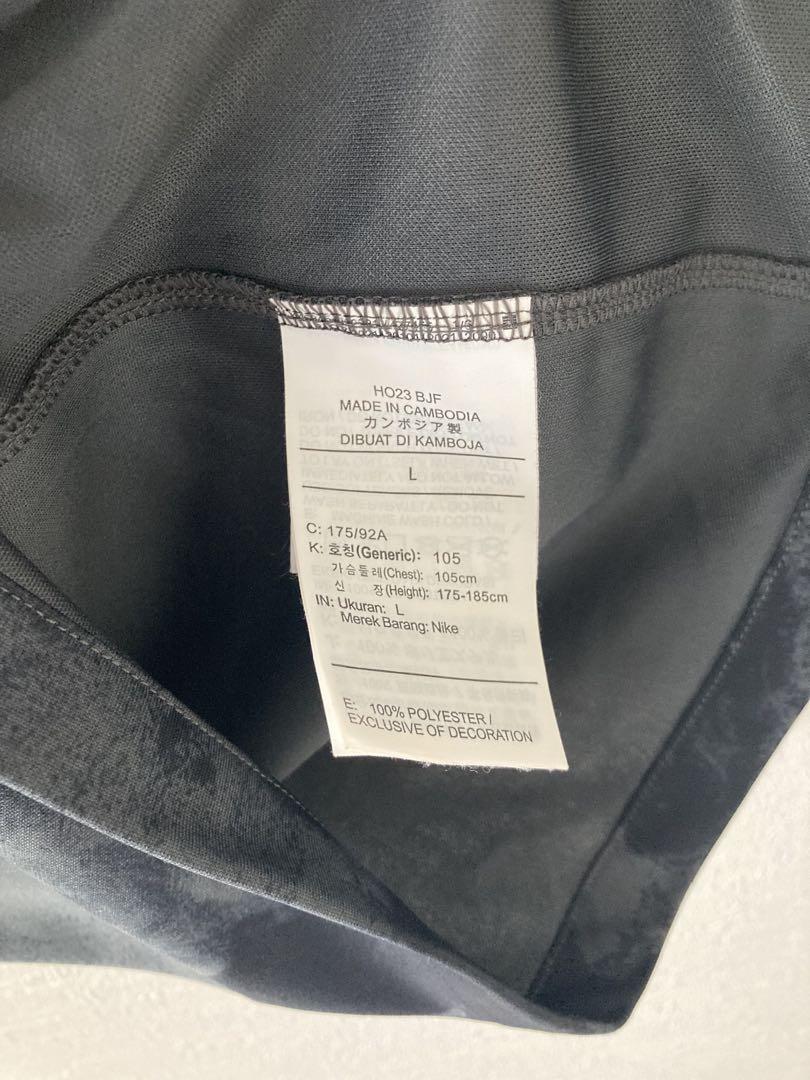 HO23 BJF
MADE IN CAMBODIA
カンボジア製
DIBUAT DI KAMBOJA
L
C: 175/92A
K: 호칭(Generic): 105
가슴둘레(Chest): 105cm
신 장(Height): 175-185cm
IN: Ukuran: L
Merek Barang: Nike
E: 100% POLYESTER /
EXCLUSIVE OF DECORATION